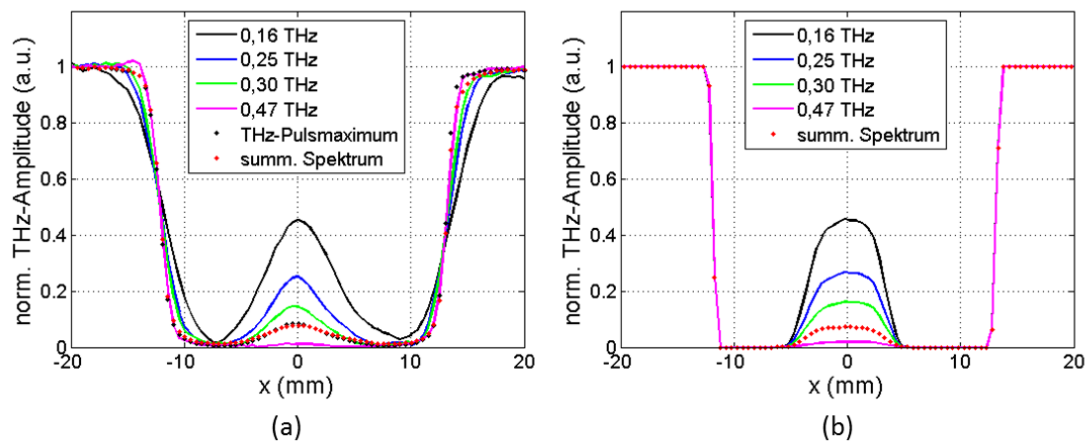 norm. THz-Amplitude (a.u.)
1
0.8
0.6
0.4
0.2
0
-20
-10
0
10
20
x (mm)
0,16 THz
0,25 THz
0,30 THz
0,47 THz
THz-Pulsmaximum
summ. Spektrum
(a)
norm. THz-Amplitude (a.u.)
1
0.8
0.6
0.4
0.2
0
-20
-10
0
10
20
x (mm)
0,16 THz
0,25 THz
0,30 THz
0,47 THz
summ. Spektrum
(b)